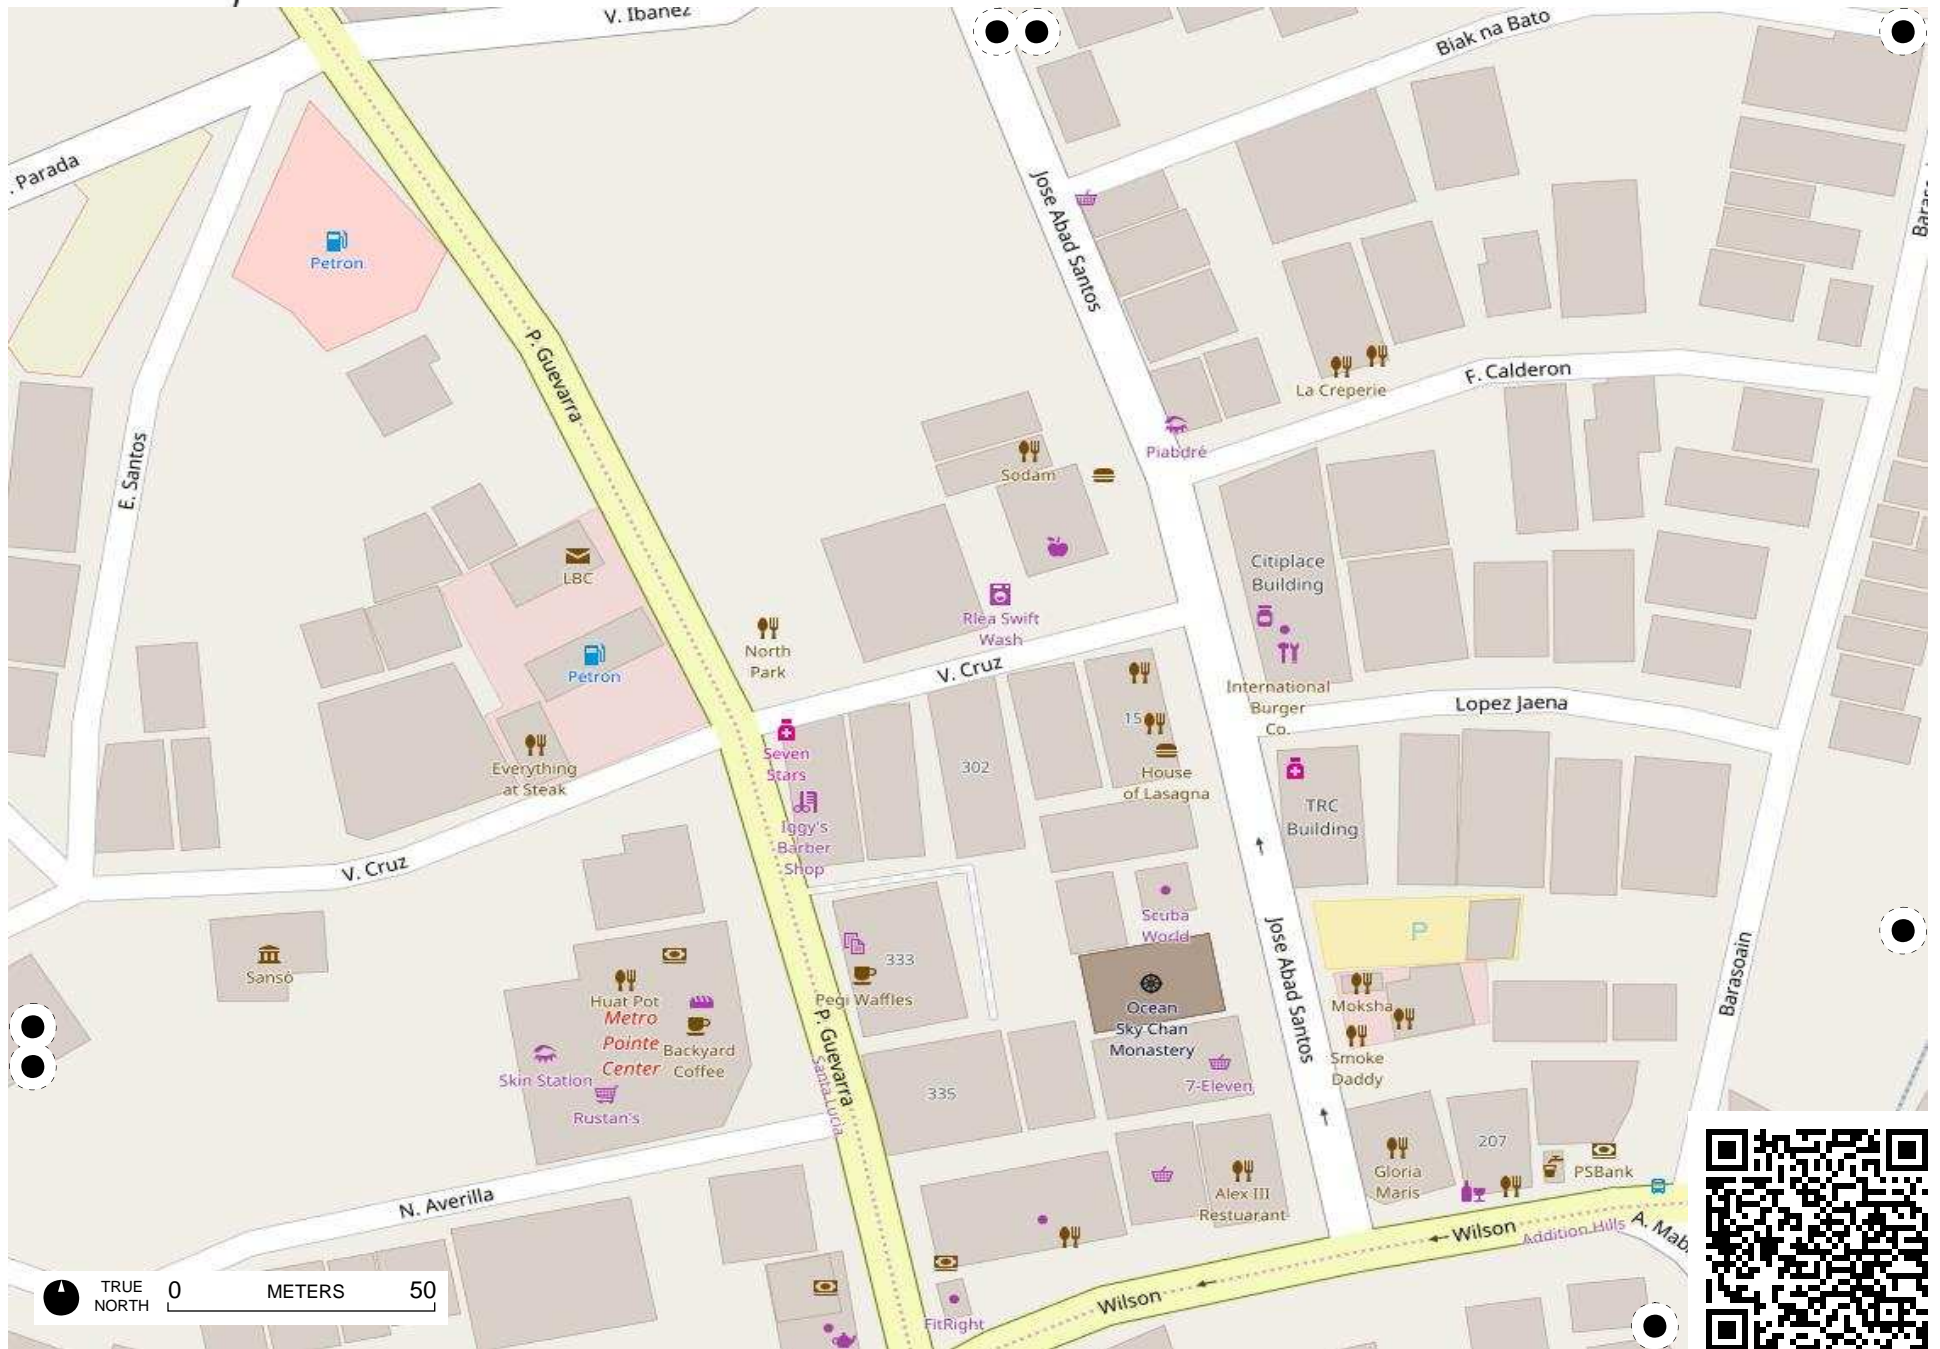 V. Ibanez
Biak na Bato
. Parada
Jose Abad Santos
Petron
P. Guevarra
La Creperie
F. Calderon
E. Santos
Piabdré
Sodam
LBC
Citiplace
Building
Rlea Swift
Wash
North
Park
Petron
V. Cruz
International
Burger
Co.
Lopez Jaena
15
Seven
Stars
Everything
at Steak
302
House
of Lasagna
TRC
Building
Iggy's
Barber
Shop
V. Cruz
Scuba
World
P
Jose Abad Santos
Barasoain
333
Sansó
Huat Pot
Pegi Waffles
Moksha
Ocean
Sky Chan
Monastery
Metro
Pointe
Center
Backyard
Coffee
P. Guevarra
Santa Lucia
Smoke
Daddy
Skin Station
7-Eleven
335
Rustan's
207
Gloria
Maris
PSBank
N. Averilla
Alex III
Restuarant
Wilson
Addition Hills
A. Mab
TRUE
NORTH
0 METERS 50
Wilson
FitRight